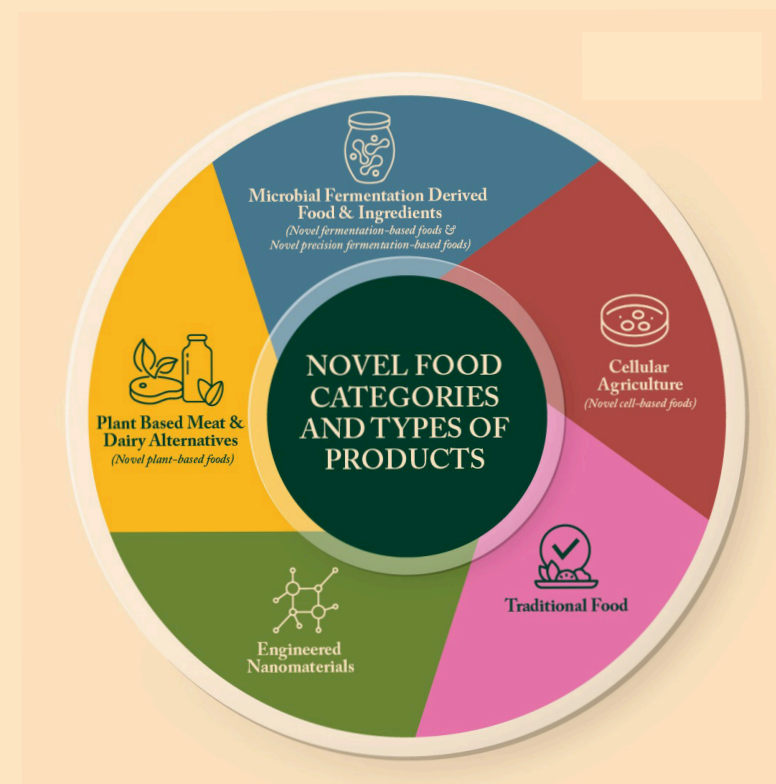 Microbial Fermentation Derived
Food & Ingredients
(Novel fermentation-based foods &
Novel precision fermentation-based foods)
Cellular
Agriculture
(Novel cell-based foods)
NOVEL FOOD
CATEGORIES
AND TYPES OF
PRODUCTS
Plant Based Meat &
Dairy Alternatives
(Novel plant-based foods)
Traditional Food
Engineered
Nanomaterials